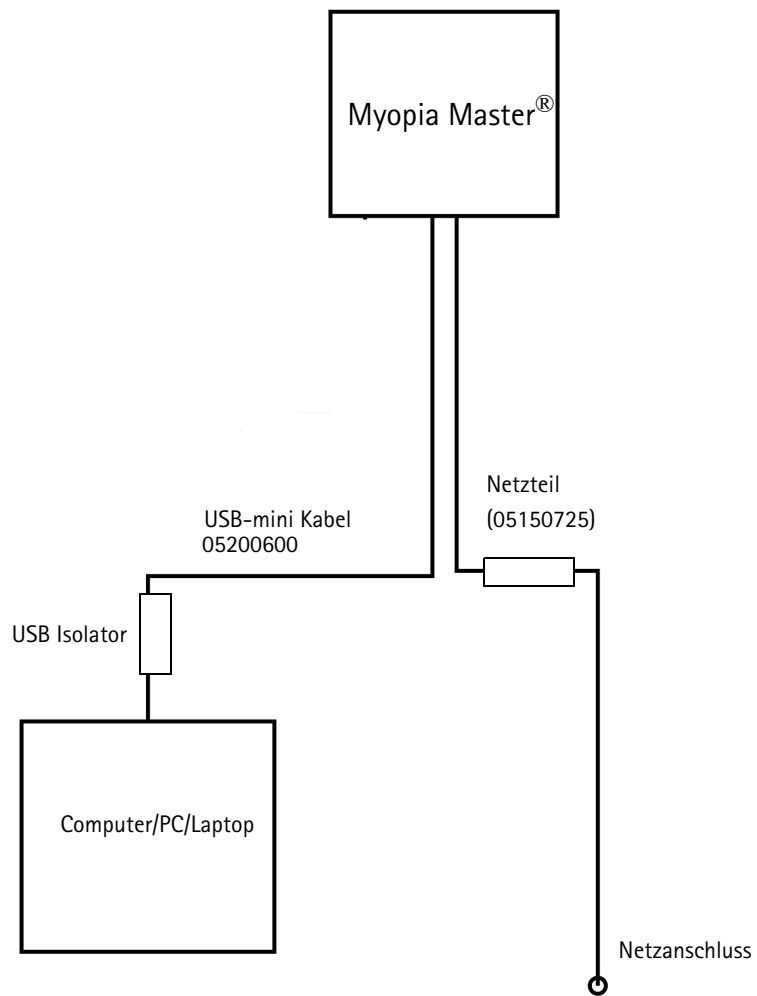 Myopia Master®
Netzteil
(05150725)
USB-mini Kabel
05200600
USB Isolator
Computer/PC/Laptop
Netzanschluss